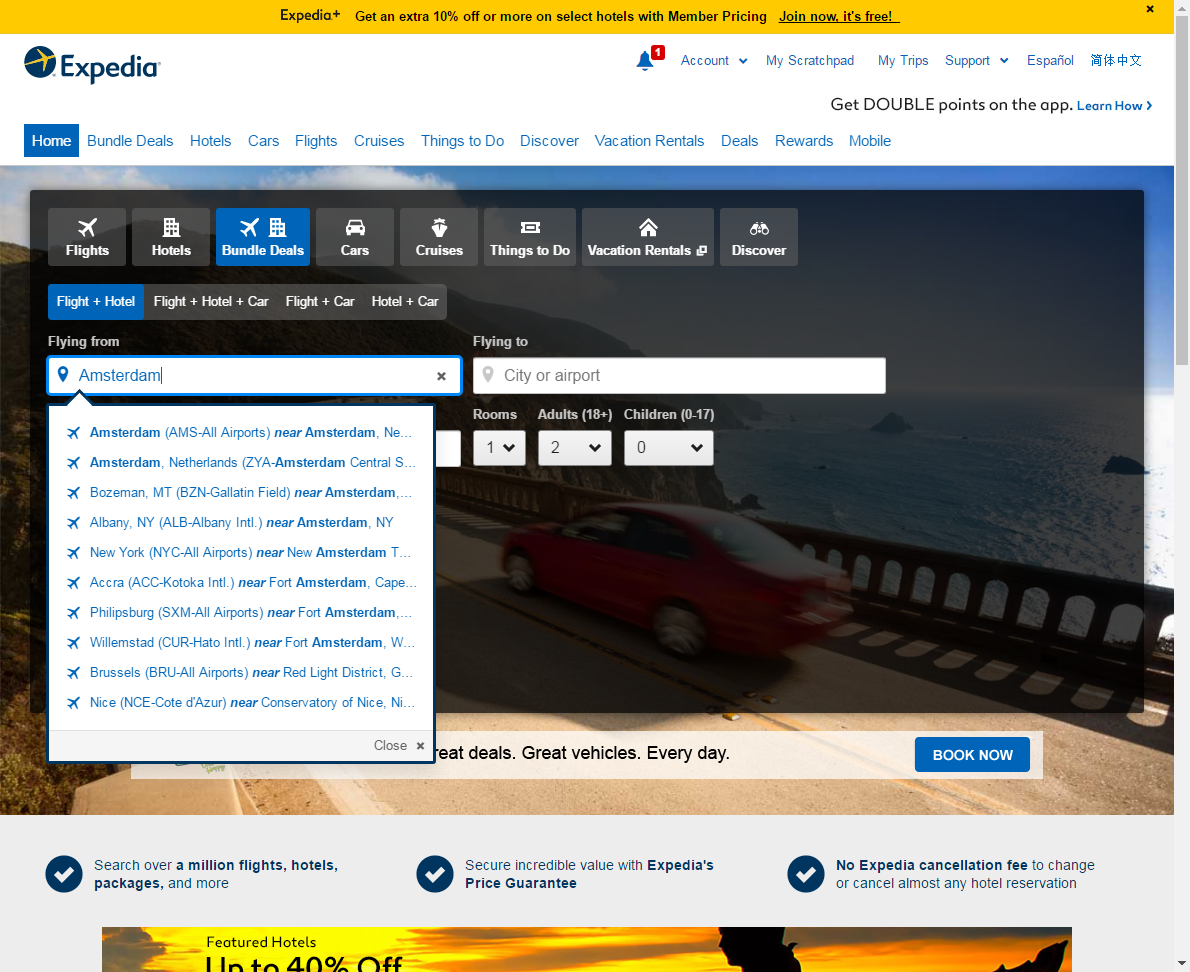 Expedia+ Get an extra 10% off or more on select hotels with Member Pricing Join now, it's free!
Expedia
1 Account My Scratchpad My Trips Support Español 简体中文
Get DOUBLE points on the app. Learn How
Home Bundle Deals Hotels Cars Flights Cruises Things to Do Discover Vacation Rentals Deals Rewards Mobile
Flights Hotels Bundle Deals Cars Cruises Things to Do Vacation Rentals Discover
Flight + Hotel Flight + Hotel + Car Flight + Car Hotel + Car
Flying from Flying to
Amsterdam City or airport
Rooms Adults (18+) Children (0-17)
1 2 0
Amsterdam (AMS-All Airports) near Amsterdam, Ne...
Amsterdam, Netherlands (ZYA-Amsterdam Central S...
Bozeman, MT (BZN-Gallatin Field) near Amsterdam,...
Albany, NY (ALB-Albany Intl.) near Amsterdam, NY
New York (NYC-All Airports) near New Amsterdam T...
Accra (ACC-Kotoka Intl.) near Fort Amsterdam, Cape...
Philipsburg (SXM-All Airports) near Fort Amsterdam,...
Willemstad (CUR-Hato Intl.) near Fort Amsterdam, W...
Brussels (BRU-All Airports) near Red Light District, G...
Nice (NCE-Cote d'Azur) near Conservatory of Nice, Ni...
Close
reat deals. Great vehicles. Every day. BOOK NOW
Search over a million flights, hotels,
packages, and more
Secure incredible value with Expedia's
Price Guarantee
No Expedia cancellation fee to change
or cancel almost any hotel reservation
Featured Hotels
Up to 40% Off